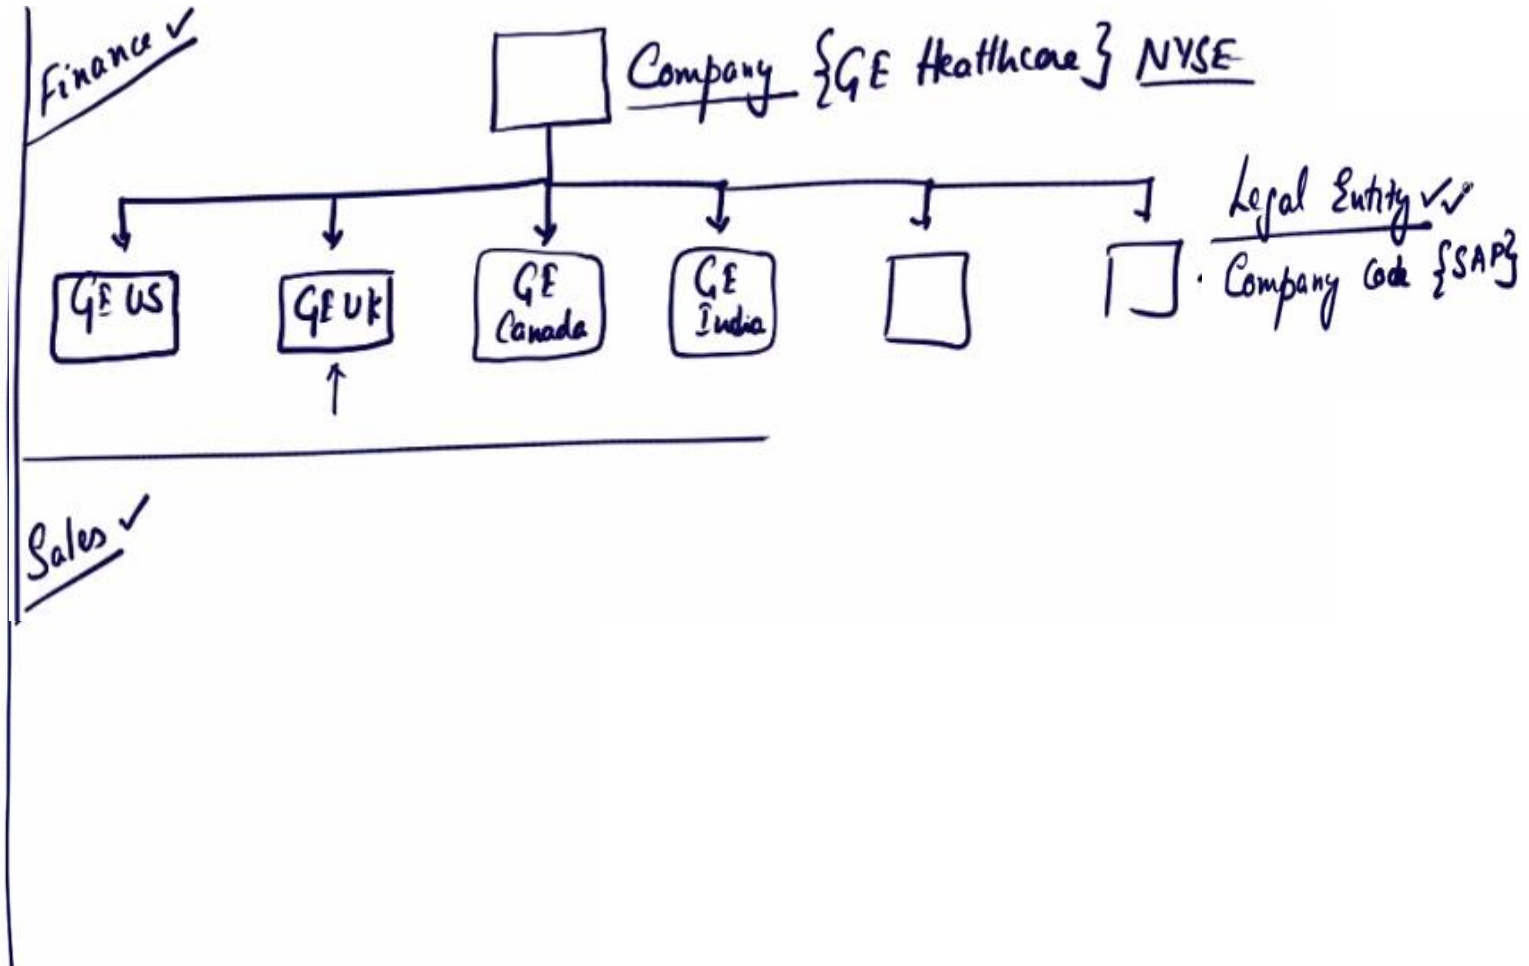 Finance ✓
Company {GE Healthcare} NYSE
Legal Entity ✓✓
Company Code {SAP}
GE US
GE UK
GE
Canada
GE
India
Sales ✓